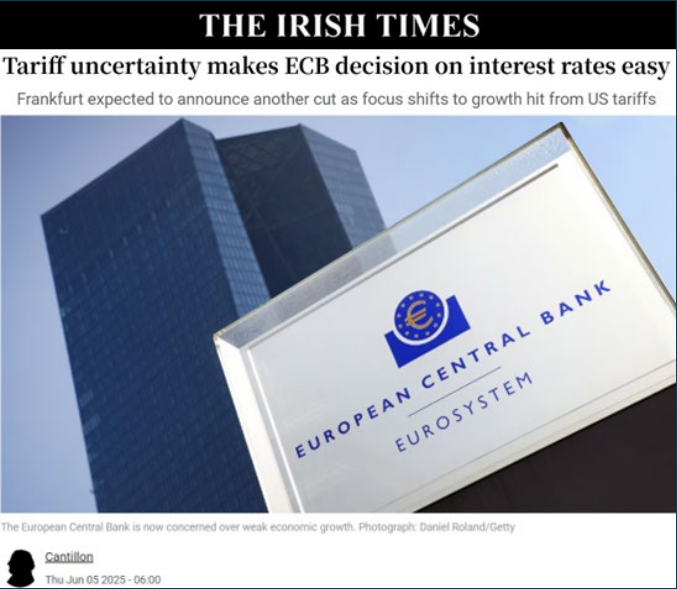 THE IRISH TIMES
Tariff uncertainty makes ECB decision on interest rates easy
Frankfurt expected to announce another cut as focus shifts to growth hit from US tariffs
€
EUROPEAN CENTRAL BANK
EUROSYSTEM
The European Central Bank is now concerned over weak economic growth. Photograph: Daniel Roland/Getty
Cantillon
Thu Jun 05 2025 - 06:00